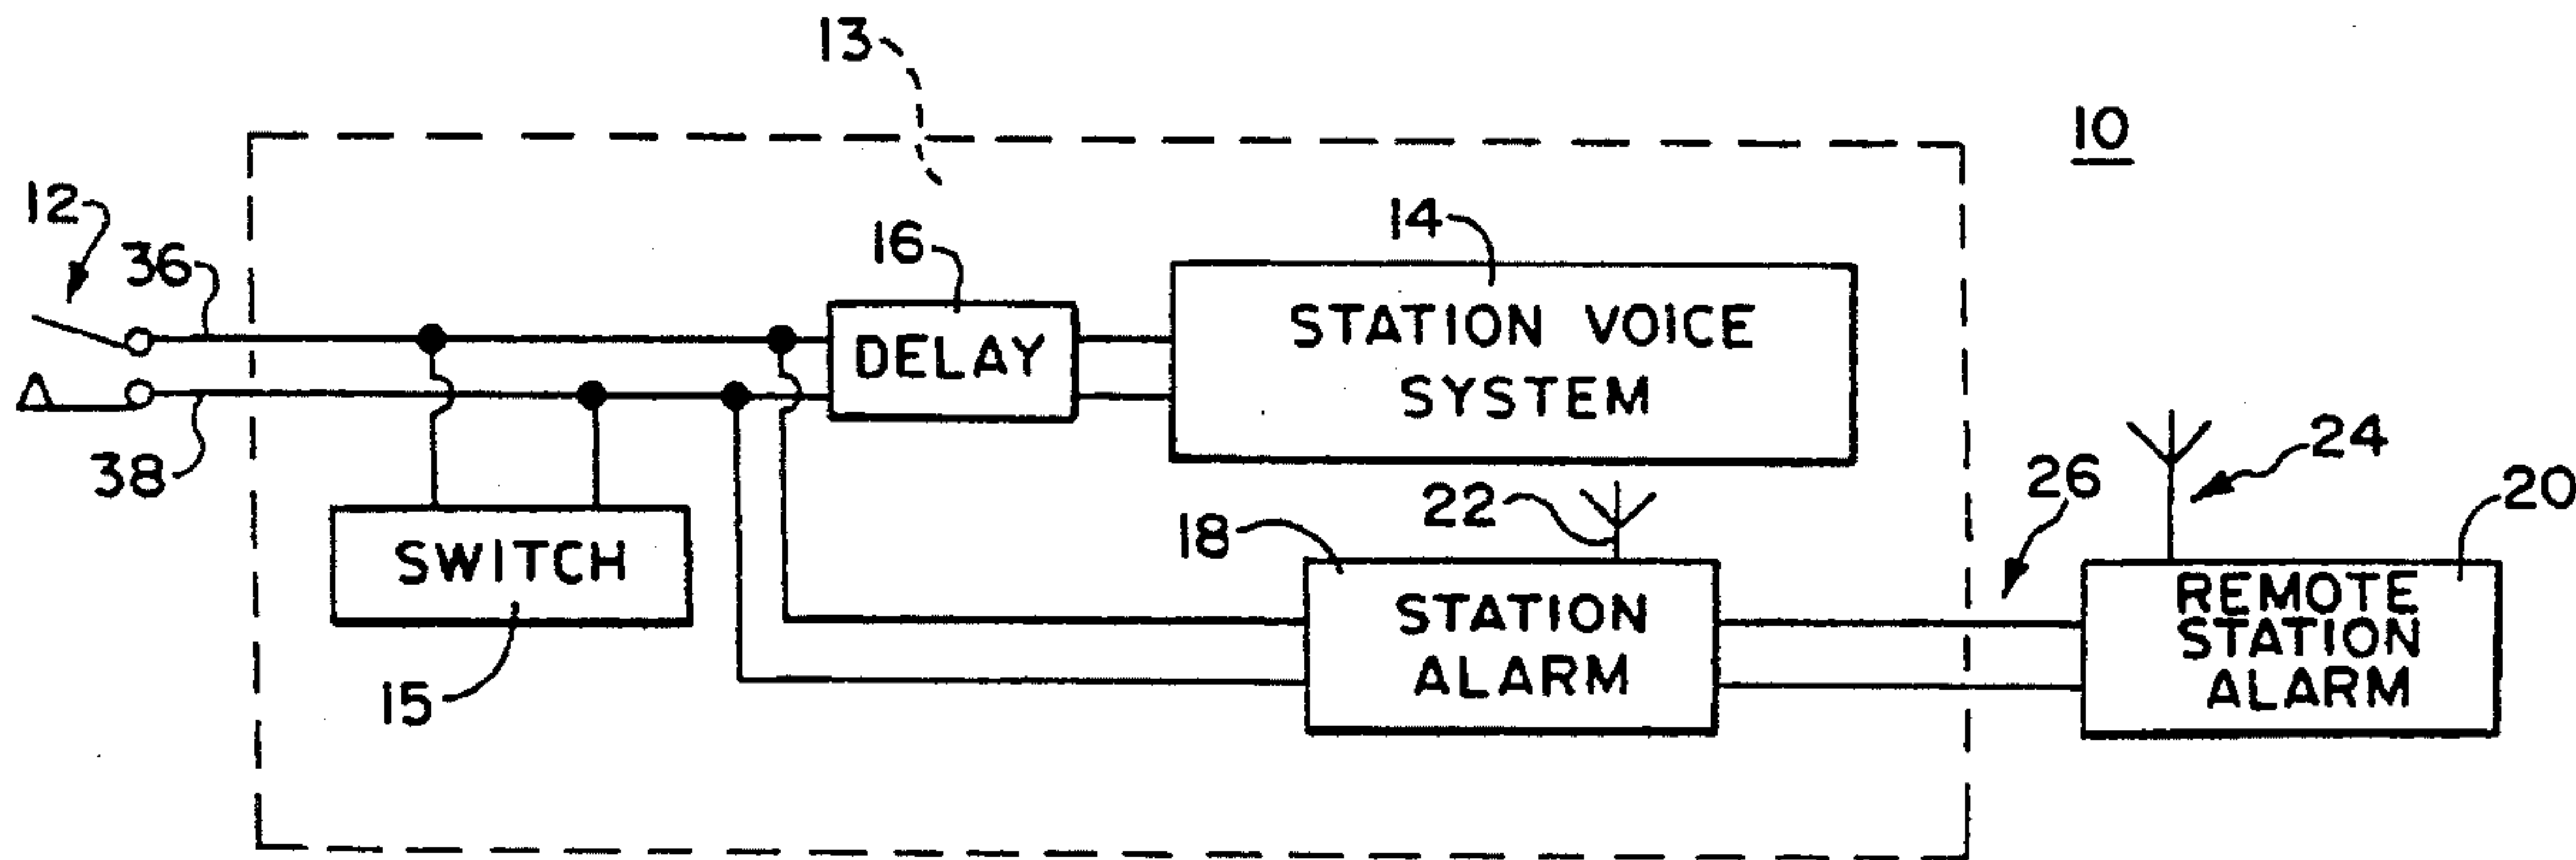 13
10
12
36
16
14
DELAY
STATION VOICE
SYSTEM
38
24
26
20
22
18
SWITCH
15
STATION
ALARM
REMOTE
STATION
ALARM